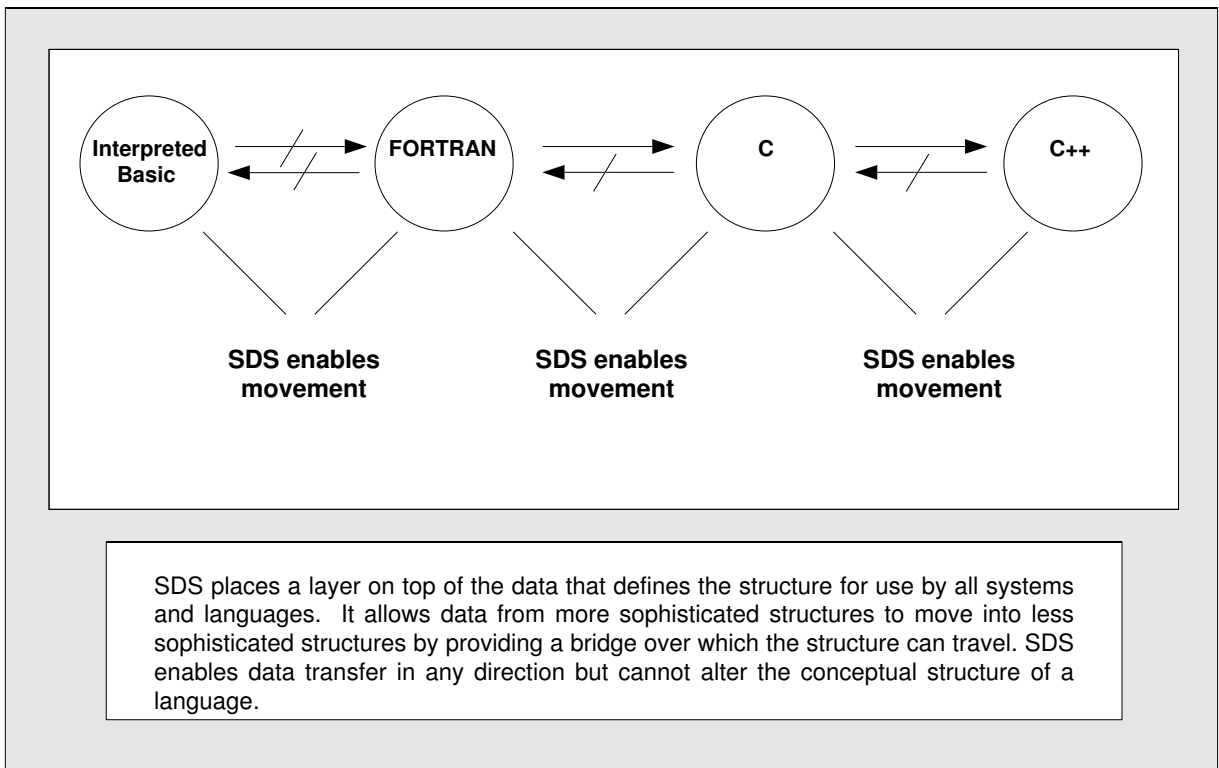 Interpreted
Basic
FORTRAN
C
C++
SDS enables
movement
SDS enables
movement
SDS enables
movement
SDS places a layer on top of the data that defines the structure for use by all systems
and languages. It allows data from more sophisticated structures to move into less
sophisticated structures by providing a bridge over which the structure can travel. SDS
enables data transfer in any direction but cannot alter the conceptual structure of a
language.